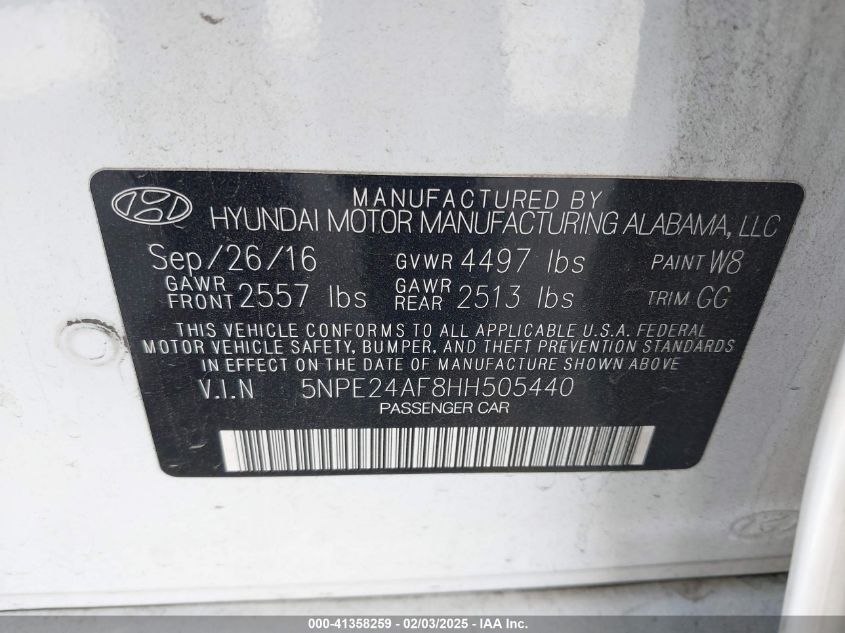 MANUFACTURED BY
HYUNDAI MOTOR MANUFACTURING ALABAMA, LLC
Sep/26/16 GVWR 4497 lbs PAINT W8
GAWR FRONT 2557 lbs GAWR REAR 2513 lbs TRIM GG
THIS VEHICLE CONFORMS TO ALL APPLICABLE U.S.A. FEDERAL
MOTOR VEHICLE SAFETY, BUMPER, AND THEFT PREVENTION STANDARDS
IN EFFECT ON THE DATE OF MANUFACTURE SHOWN ABOVE
V.I.N 5NPE24AF8HH505440
PASSENGER CAR
000-41358259 - 02/03/2025 - IAA Inc.